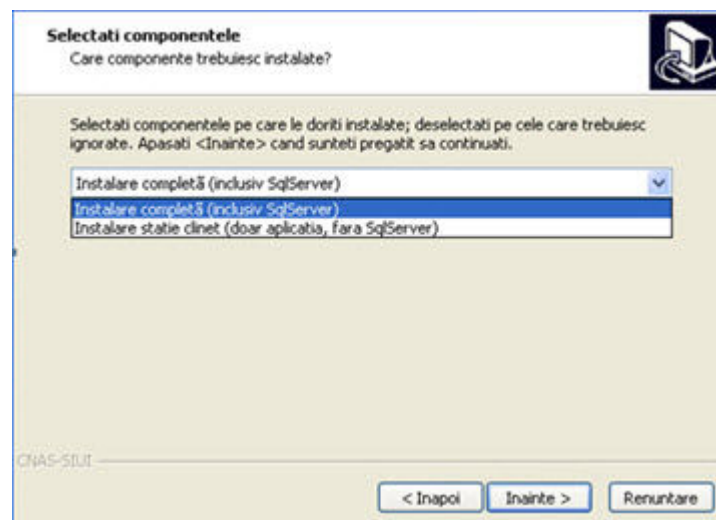 Selectati componentele
Care componente trebuiesc instalate?
Selectati componentele pe care le doriti instalate; deselectati pe cele care trebuiesc
ignorate. Apasati <Inainte> cand sunteti pregatit sa continuati.
Instalare completă (inclusiv SqlServer)
Instalare completă (inclusiv SqlServer)
Instalare statie clinet (doar aplicatia, fara SqlServer)
CNAS-SIUI
< Inapoi
Inainte >
Renuntare